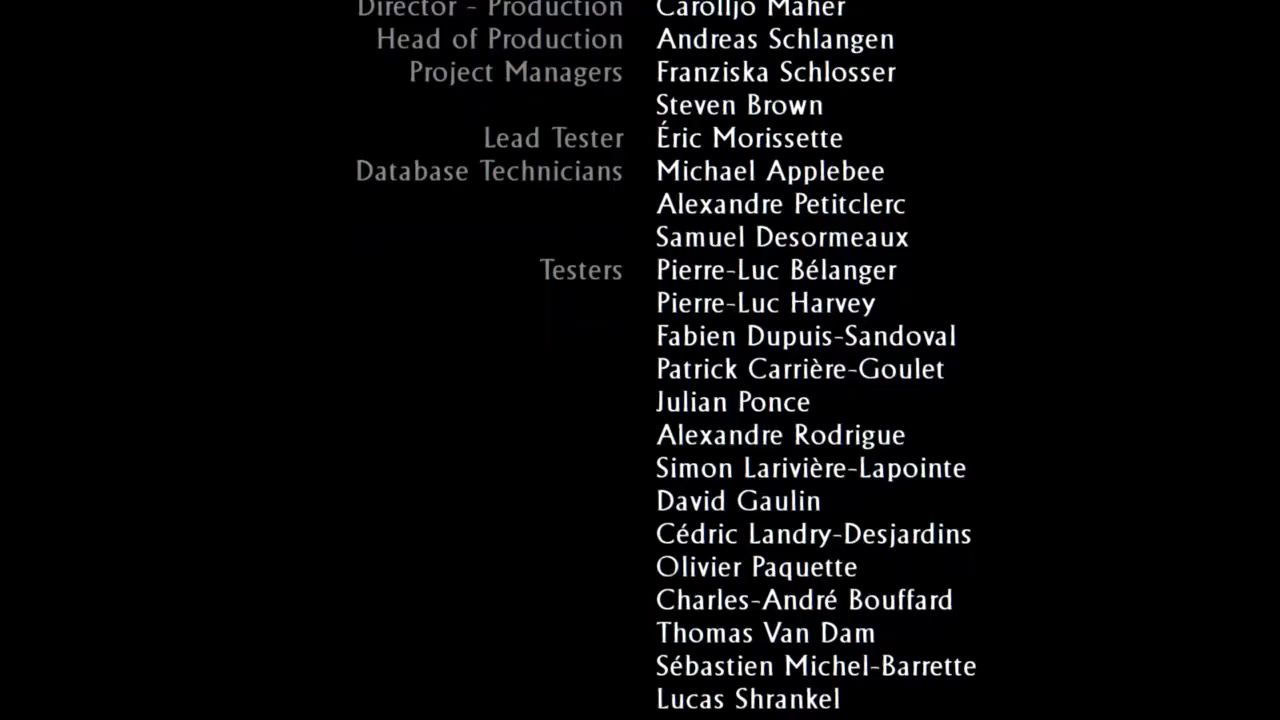 Director - Production Carolljo Maher
Head of Production Andreas Schlangen
Project Managers Franziska Schlosser
Steven Brown
Lead Tester Éric Morissette
Database Technicians Michael Applebee
Alexandre Petitclerc
Samuel Desormeaux
Testers Pierre-Luc Bélanger
Pierre-Luc Harvey
Fabien Dupuis-Sandoval
Patrick Carrière-Goulet
Julian Ponce
Alexandre Rodrigue
Simon Larivière-Lapointe
David Gaulin
Cédric Landry-Desjardins
Olivier Paquette
Charles-André Bouffard
Thomas Van Dam
Sébastien Michel-Barrette
Lucas Shrankel